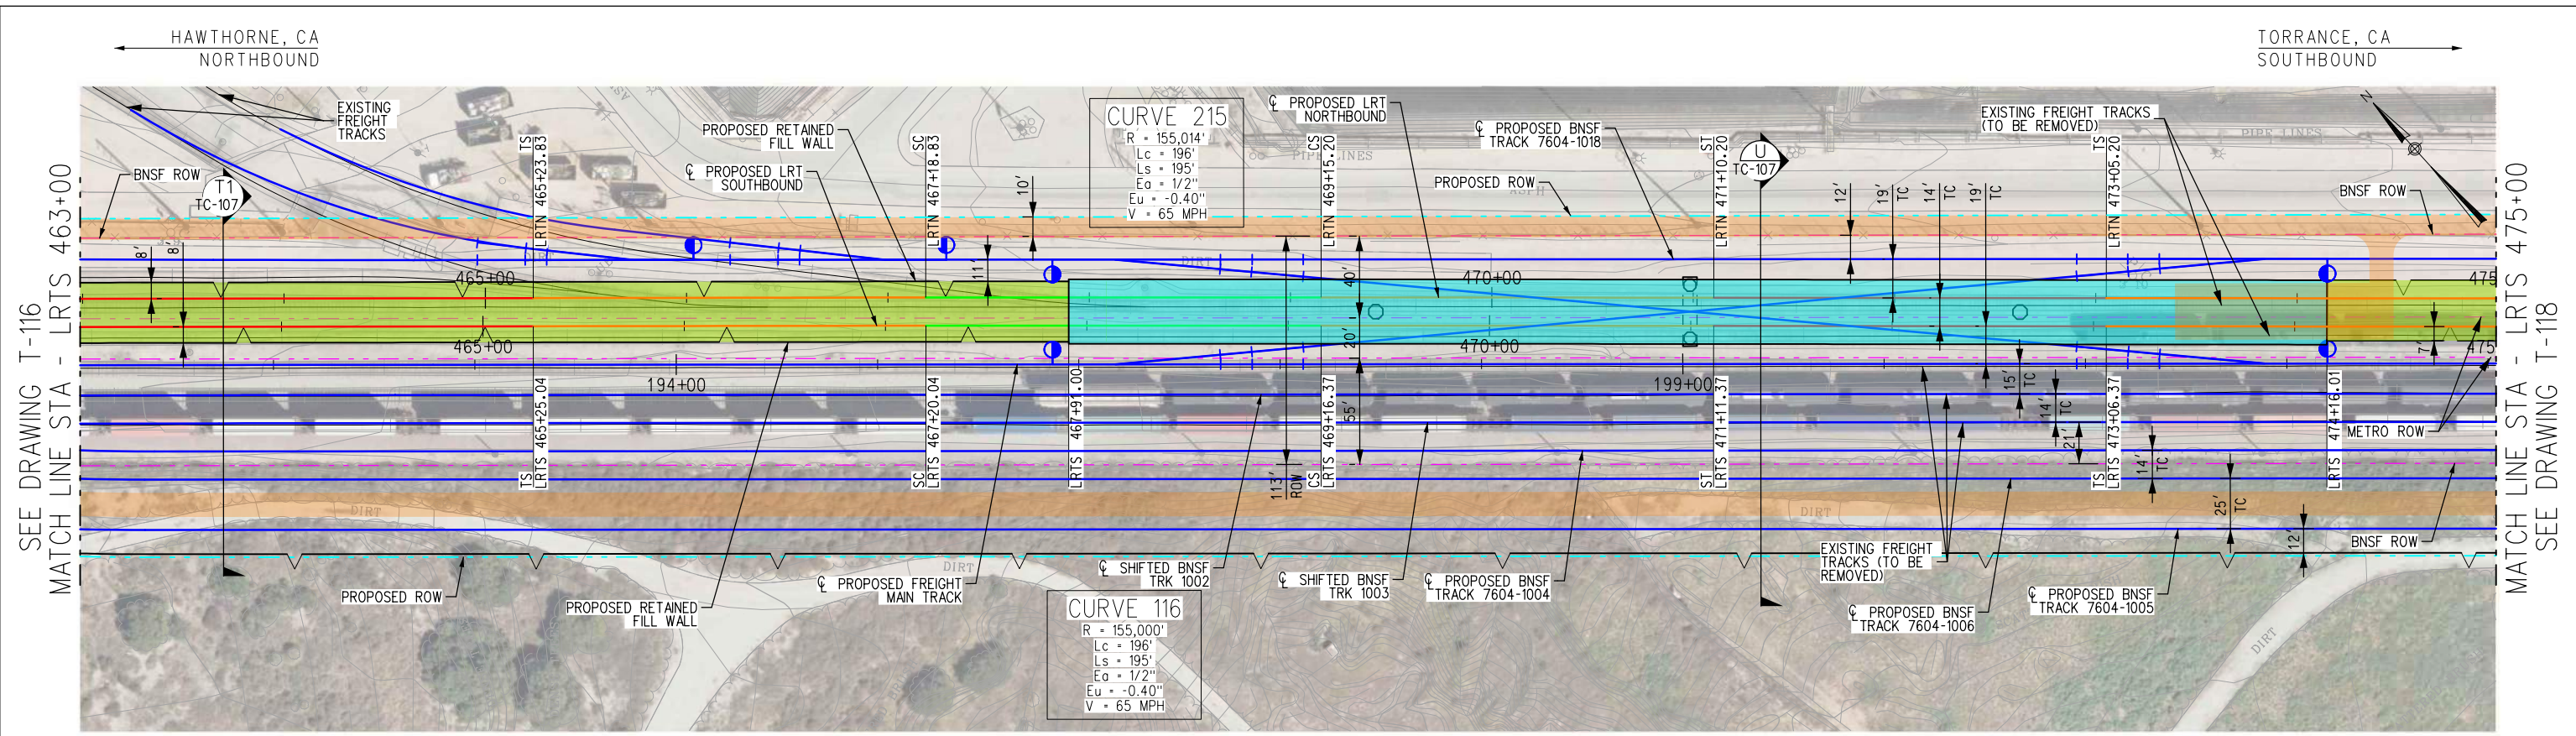 HAWTHORNE, CA
NORTHBOUND
TORRANCE, CA
SOUTHBOUND
SEE DRAWING T-116
MATCH LINE STA - LRTS 463+00
MATCH LINE STA - LRTS 475+00
SEE DRAWING T-118
EXISTING
FREIGHT
TRACKS
BNSF ROW
T1
TC-107
8'
8'
PROPOSED RETAINED
FILL WALL
℄ PROPOSED LRT
SOUTHBOUND
TS
LRTN 465+23.83
SC
LRTN 467+18.83
10'
11'
CURVE 215
R = 155,014'
Lc = 196'
Ls = 195'
Ea = 1/2"
Eu = -0.40"
V = 65 MPH
℄ PROPOSED LRT
NORTHBOUND
CS
LRTN 469+15.20
PIPE LINES
℄ PROPOSED BNSF
TRACK 7604-1018
PROPOSED ROW
ASPH
ST
LRTN 471+10.20
U
TC-107
12'
19'
TC
14'
TC
19'
TC
EXISTING FREIGHT TRACKS
(TO BE REMOVED)
TS
LRTN 473+05.20
PIPE LINES
N
BNSF ROW
DIRT
DIRT
465+00
470+00
475
465+00
470+00
475
40'
20'
55'
113'
ROW
7'
194+00
199+00
TS
LRTS 465+25.04
SC
LRTS 467+20.04
LRTS 467+91.00
CS
LRTS 469+16.37
ST
LRTS 471+11.37
TS
LRTS 473+06.37
LRTS 474+16.01
15'
TC
14'
TC
21'
14'
TC
25'
TC
12'
METRO ROW
BNSF ROW
DIRT
DIRT
DIRT
DIRT
PROPOSED ROW
PROPOSED RETAINED
FILL WALL
℄ PROPOSED FREIGHT
MAIN TRACK
℄ SHIFTED BNSF
TRK 1002
℄ SHIFTED BNSF
TRK 1003
℄ PROPOSED BNSF
TRACK 7604-1004
EXISTING FREIGHT
TRACKS (TO BE
REMOVED)
℄ PROPOSED BNSF
TRACK 7604-1006
℄ PROPOSED BNSF
TRACK 7604-1005
CURVE 116
R = 155,000'
Lc = 196'
Ls = 195'
Ea = 1/2"
Eu = -0.40"
V = 65 MPH